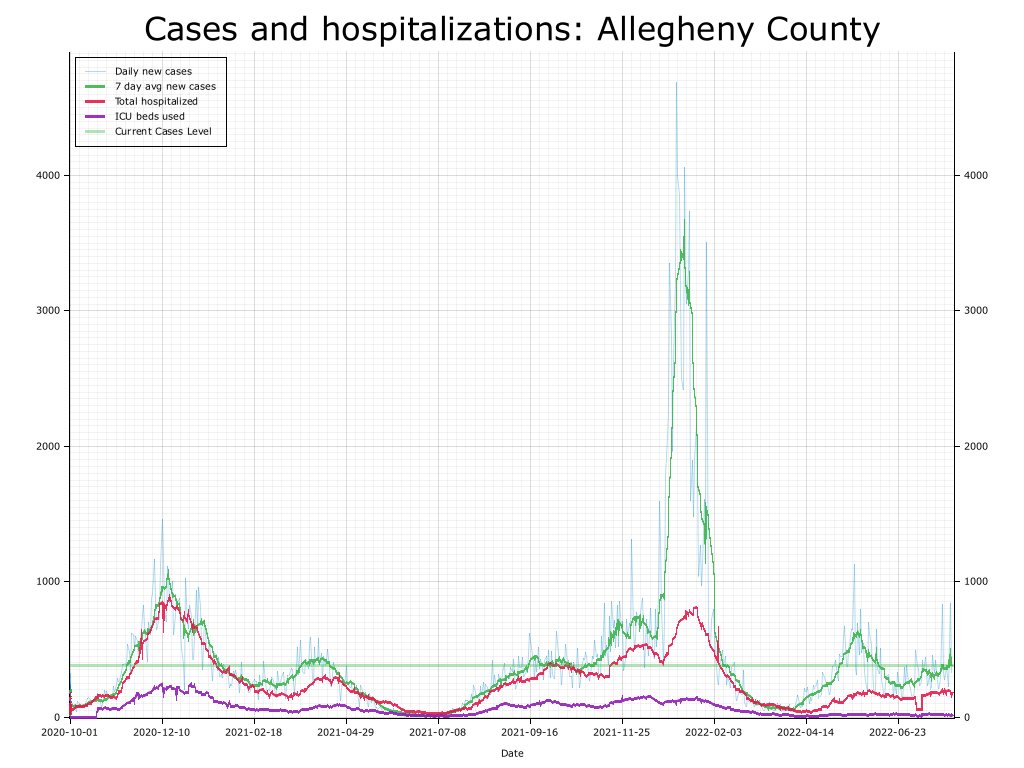 Cases and hospitalizations: Allegheny County
Daily new cases
7 day avg new cases
Total hospitalized
ICU beds used
Current Cases Level
4000 4000
3000 3000
2000 2000
1000 1000
0 0
2020-10-01 2020-12-10 2021-02-18 2021-04-29 2021-07-08 2021-09-16 2021-11-25 2022-02-03 2022-04-14 2022-06-23
Date